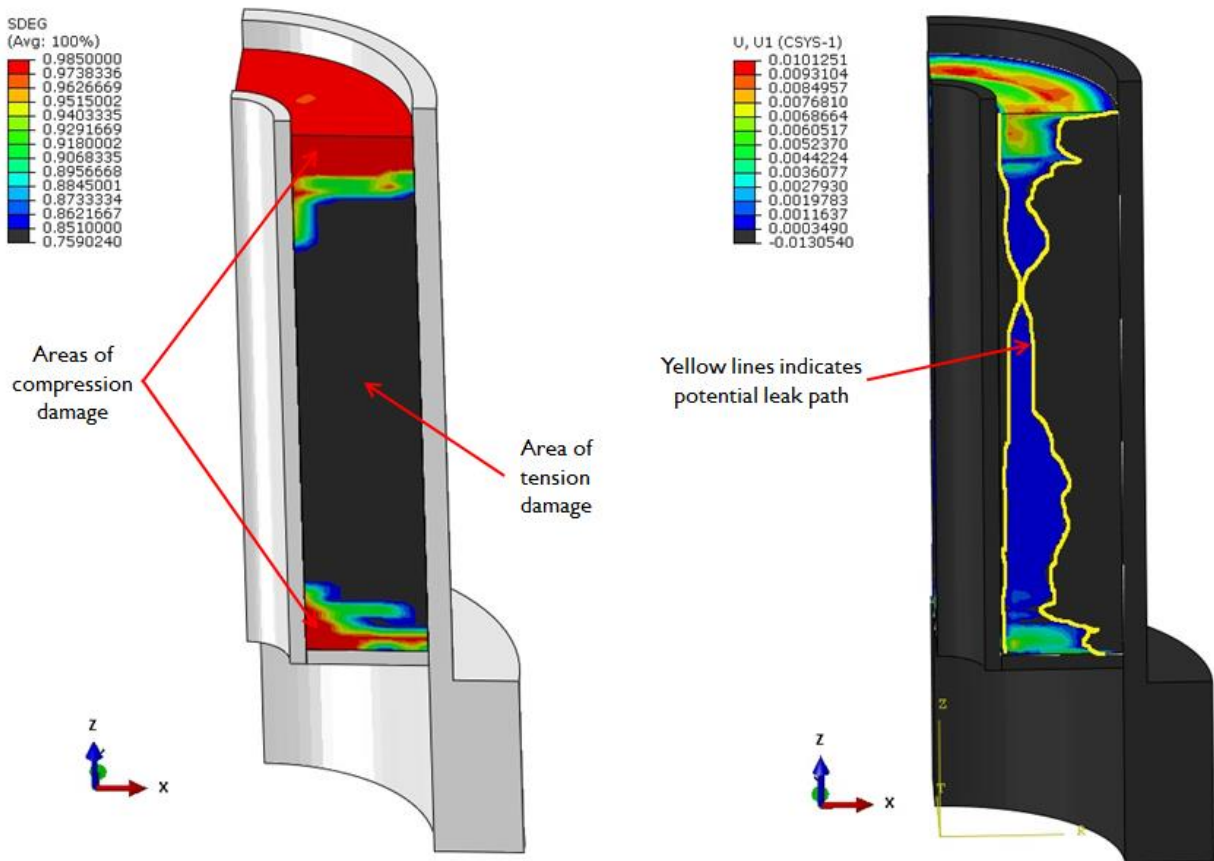 SDEG
(Avg: 100%)
0.9850000
0.9738336
0.9626669
0.9515002
0.9403335
0.9291669
0.9180002
0.9068335
0.8956668
0.8845001
0.8733334
0.8621667
0.8510000
0.7590240
Areas of
compression
damage
Area of
tension
damage
z
x
U, U1 (CSYS-1)
0.0101251
0.0093104
0.0084957
0.0076810
0.0068664
0.0060517
0.0052370
0.0044224
0.0036077
0.0027930
0.0019783
0.0011637
0.0003490
-0.0130540
Yellow lines indicates
potential leak path
z
T
R
z
x